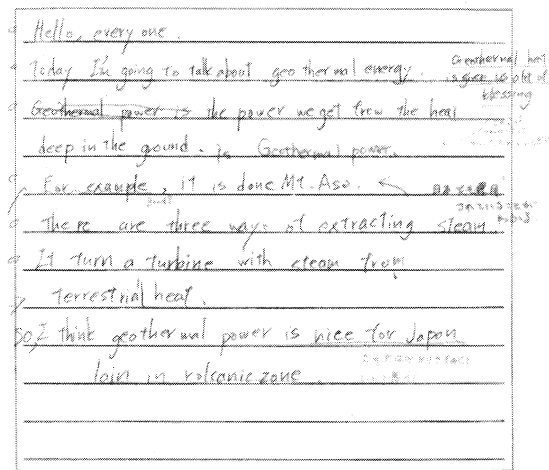 Hello, every one.
Today I'm going to talk about geo thermal energy.
Geothermal heat
is given us plot of
blessing
Geothermal power is the power we get from the heat
deep in the ground. is Geothermal power.
For example, it is done Mt. Aso.
There are three ways of extracting steam
It turn a turbine with steam from
terrestrial heat.
So, I think geothermal power is nice for Japan
lain in volcanic zone.